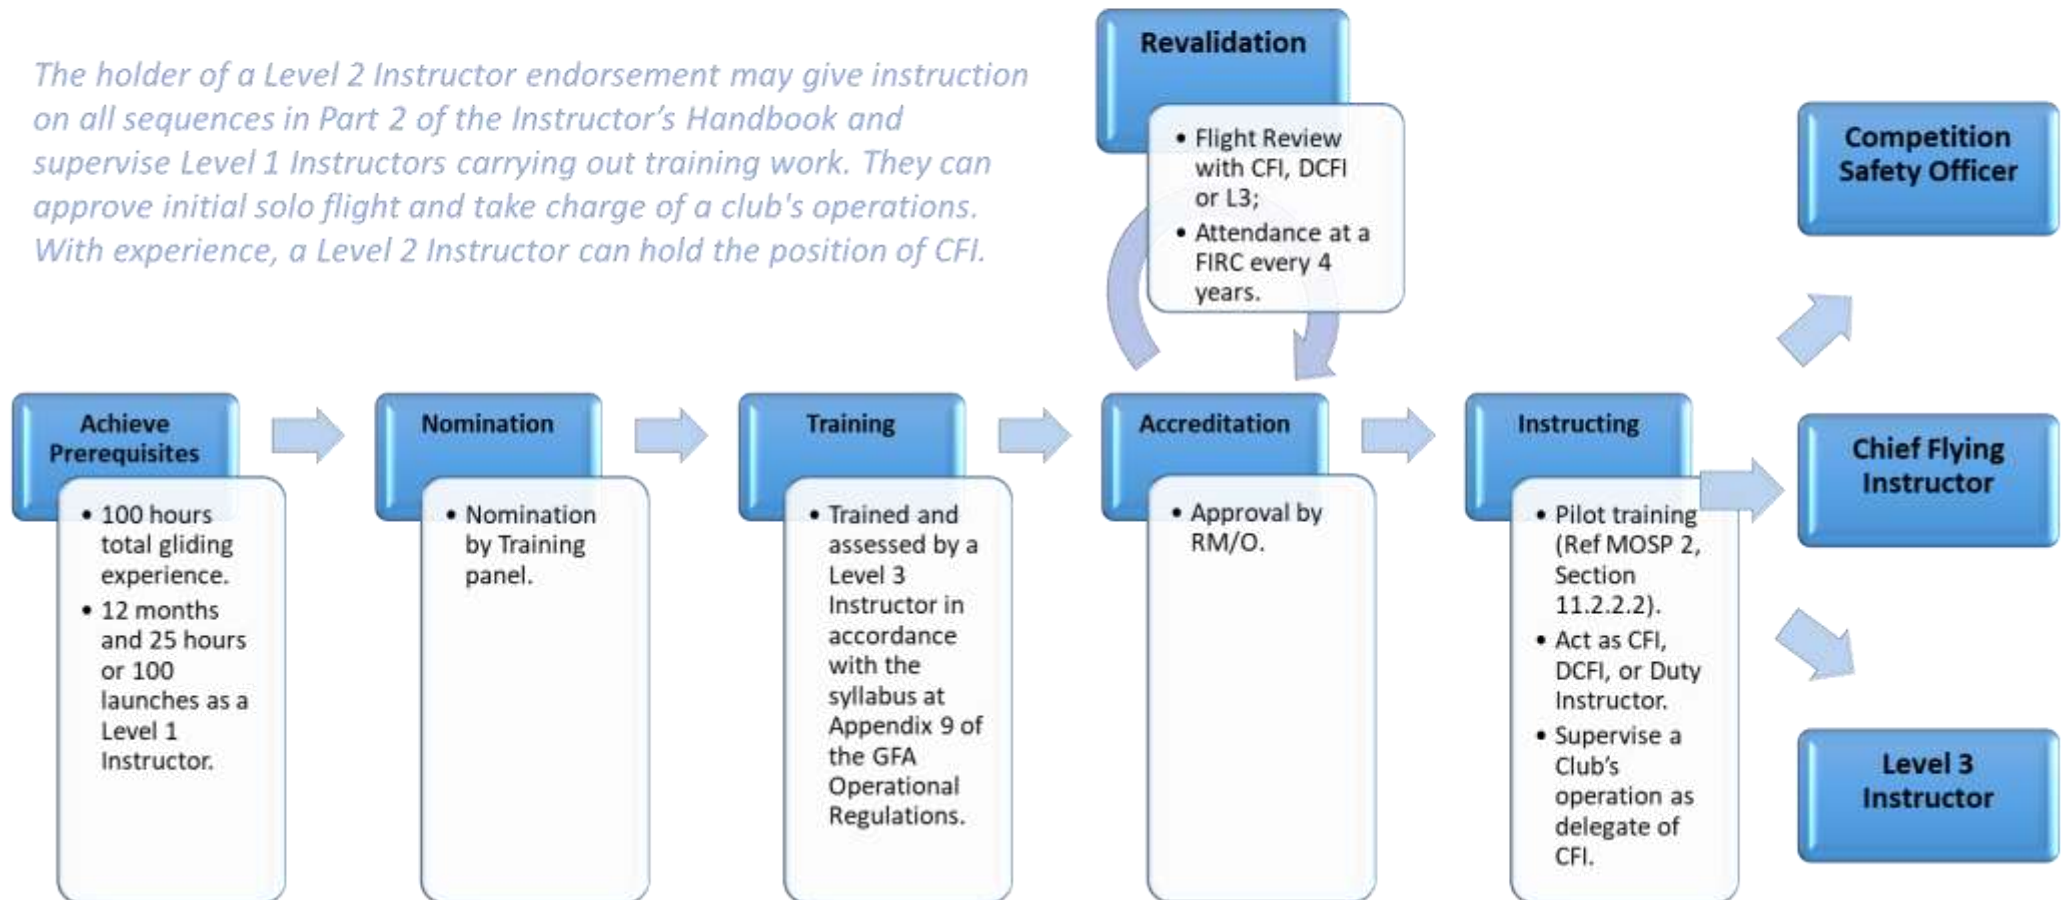 The holder of a Level 2 Instructor endorsement may give instruction
on all sequences in Part 2 of the Instructor’s Handbook and
supervise Level 1 Instructors carrying out training work. They can
approve initial solo flight and take charge of a club's operations.
With experience, a Level 2 Instructor can hold the position of CFI.
Revalidation
• Flight Review
with CFI, DCFI
or L3;
• Attendance at a
FIRC every 4
years.
Achieve
Prerequisites
• 100 hours
total gliding
experience.
• 12 months
and 25 hours
or 100
launches as a
Level 1
Instructor.
Nomination
• Nomination
by Training
panel.
Training
• Trained and
assessed by a
Level 3
Instructor in
accordance
with the
syllabus at
Appendix 9 of
the GFA
Operational
Regulations.
Accreditation
• Approval by
RM/O.
Instructing
• Pilot training
(Ref MOSP 2,
Section
11.2.2.2).
• Act as CFI,
DCFI, or Duty
Instructor.
• Supervise a
Club’s
operation as
delegate of
CFI.
Competition
Safety Officer
Chief Flying
Instructor
Level 3
Instructor